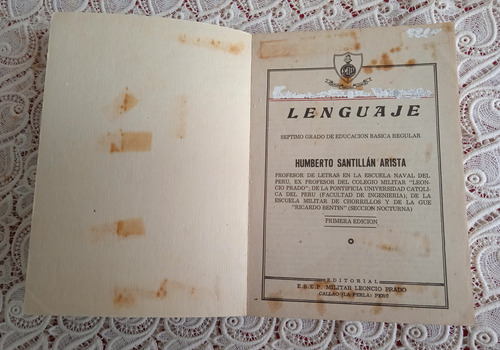 LENGUAJE
SEPTIMO GRADO DE EDUCACION BASICA REGULAR
HUMBERTO SANTILLÁN ARISTA
PROFESOR DE LETRAS EN LA ESCUELA NAVAL DEL
PERU, EX PROFESOR DEL COLEGIO MILITAR "LEON-
CIO PRADO"; DE LA PONTIFICIA UNIVERSIDAD CATOLI-
CA DEL PERU (FACULTAD DE INGENIERIA); DE LA
ESCUELA MILITAR DE CHORRILLOS Y DE LA GUE
"RICARDO BENTIN" (SECCION NOCTURNA)
PRIMERA EDICION
EDITORIAL
E.B.E.P. MILITAR LEONCIO PRADO
CALLAO (LA PERLA) PERÚ